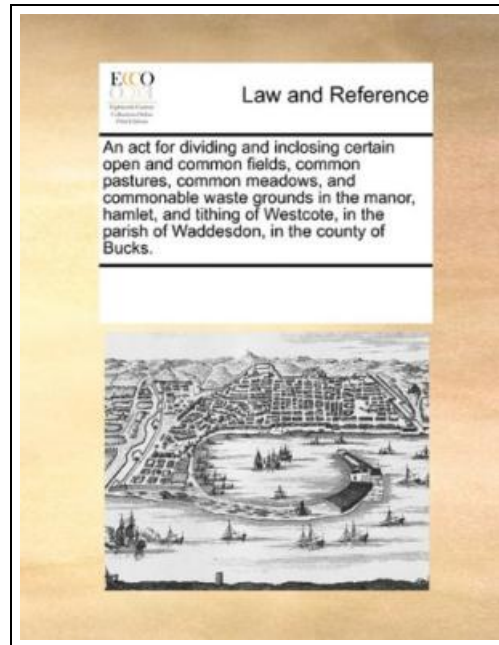 ECCO
Law and Reference
An act for dividing and inclosing certain
open and common fields, common
pastures, common meadows, and
commonable waste grounds in the manor,
hamlet, and tithing of Westcote, in the
parish of Waddesdon, in the county of
Bucks.